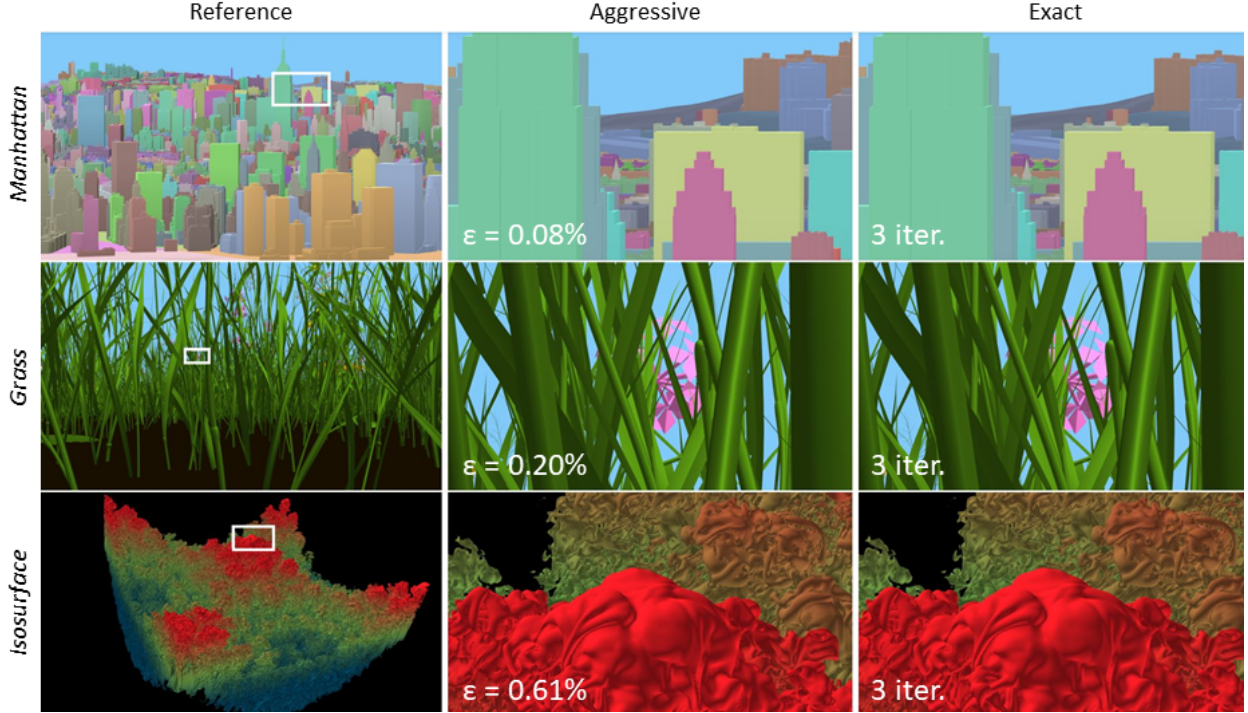 Reference Aggressive Exact
Manhattan
ε = 0.08% 3 iter.
Grass
ε = 0.20% 3 iter.
Isosurface
ε = 0.61% 3 iter.